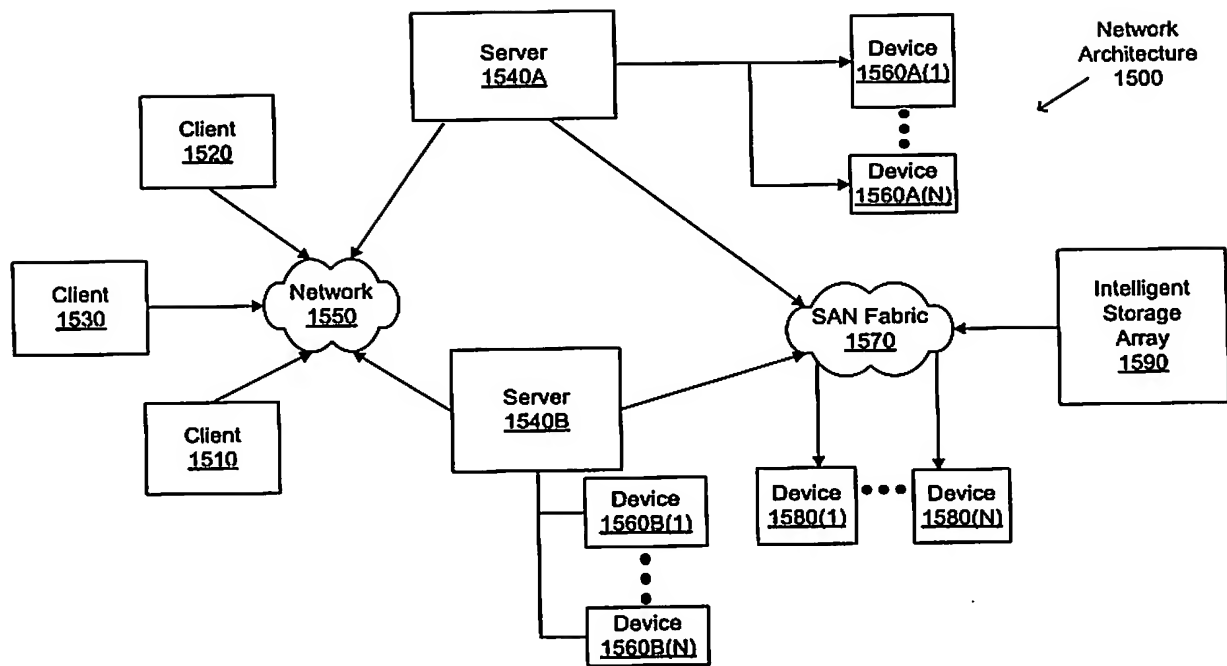 Network
Architecture
1500
Server
1540A
Device
1560A(1)
Device
1560A(N)
Client
1520
Client
1530
Network
1550
Client
1510
Server
1540B
SAN Fabric
1570
Intelligent
Storage
Array
1590
Device
1560B(1)
Device
1560B(N)
Device
1580(1)
Device
1580(N)